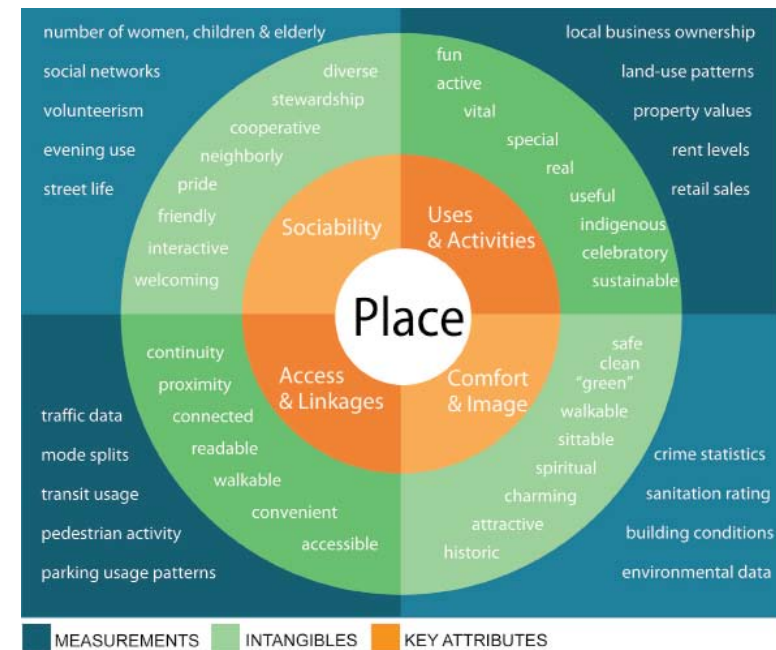 number of women, children & elderly
social networks
volunteerism
evening use
street life
diverse
stewardship
cooperative
neighborly
pride
friendly
interactive
welcoming
Sociability
fun
active
vital
special
real
useful
indigenous
celebratory
sustainable
Uses
& Activities
local business ownership
land-use patterns
property values
rent levels
retail sales
Place
traffic data
mode splits
transit usage
pedestrian activity
parking usage patterns
continuity
proximity
connected
readable
walkable
convenient
accessible
Access
& Linkages
Comfort
& Image
safe
clean
"green"
walkable
sittable
spiritual
charming
attractive
historic
crime statistics
sanitation rating
building conditions
environmental data
MEASUREMENTS
INTANGIBLES
KEY ATTRIBUTES